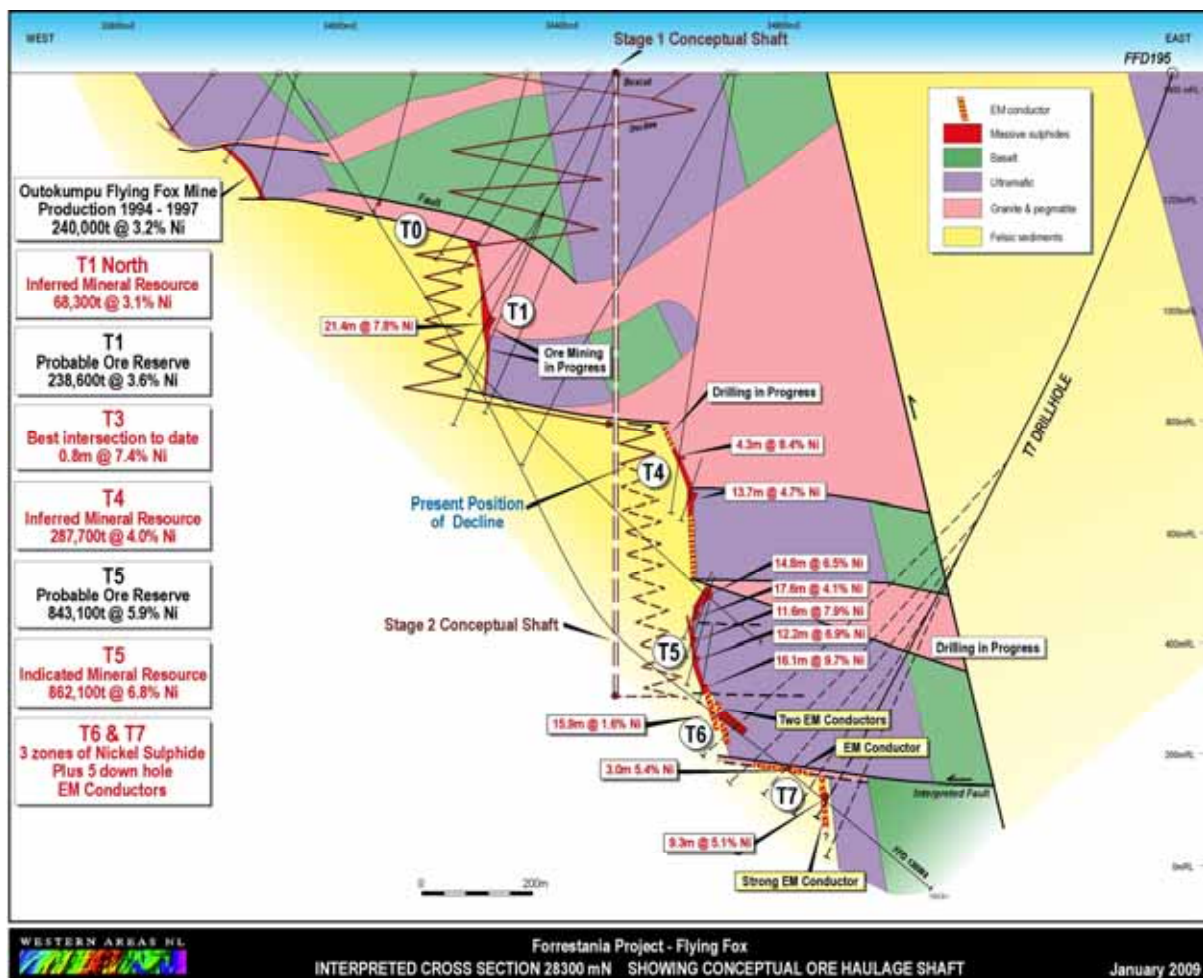 WEST
Stage 1 Conceptual Shaft
EAST
FFD195
Boxcut
Decline
EM conductor
Massive sulphides
Basalt
Ultramafic
Granite & pegmatite
Felsic sediments
Outokumpu Flying Fox Mine
Production 1994 - 1997
240,000t @ 3.2% Ni
T1 North
Inferred Mineral Resource
68,300t @ 3.1% Ni
T1
Probable Ore Reserve
238,600t @ 3.6% Ni
T3
Best intersection to date
0.8m @ 7.4% Ni
T4
Inferred Mineral Resource
287,700t @ 4.0% Ni
T5
Probable Ore Reserve
843,100t @ 5.9% Ni
T5
Indicated Mineral Resource
862,100t @ 6.8% Ni
T6 & T7
3 zones of Nickel Sulphide
Plus 5 down hole
EM Conductors
Fault
T0
T1
21.4m @ 7.8% Ni
Ore Mining
in Progress
Drilling in Progress
4.3m @ 8.4% Ni
T4
13.7m @ 4.7% Ni
Present Position
of Decline
T7 DRILLHOLE
1000mRL
800mRL
600mRL
400mRL
200mRL
0mRL
14.8m @ 6.5% Ni
17.6m @ 4.1% Ni
11.6m @ 7.9% Ni
12.2m @ 6.9% Ni
16.1m @ 9.7% Ni
Stage 2 Conceptual Shaft
T5
Drilling in Progress
15.9m @ 1.6% Ni
Two EM Conductors
T6
EM Conductor
3.0m 5.4% Ni
Interpreted Fault
T7
9.3m @ 5.1% Ni
Strong EM Conductor
?
0
200m
WESTERN AREAS NL
Forrestania Project - Flying Fox
INTERPRETED CROSS SECTION 28300 mN SHOWING CONCEPTUAL ORE HAULAGE SHAFT
January 2009